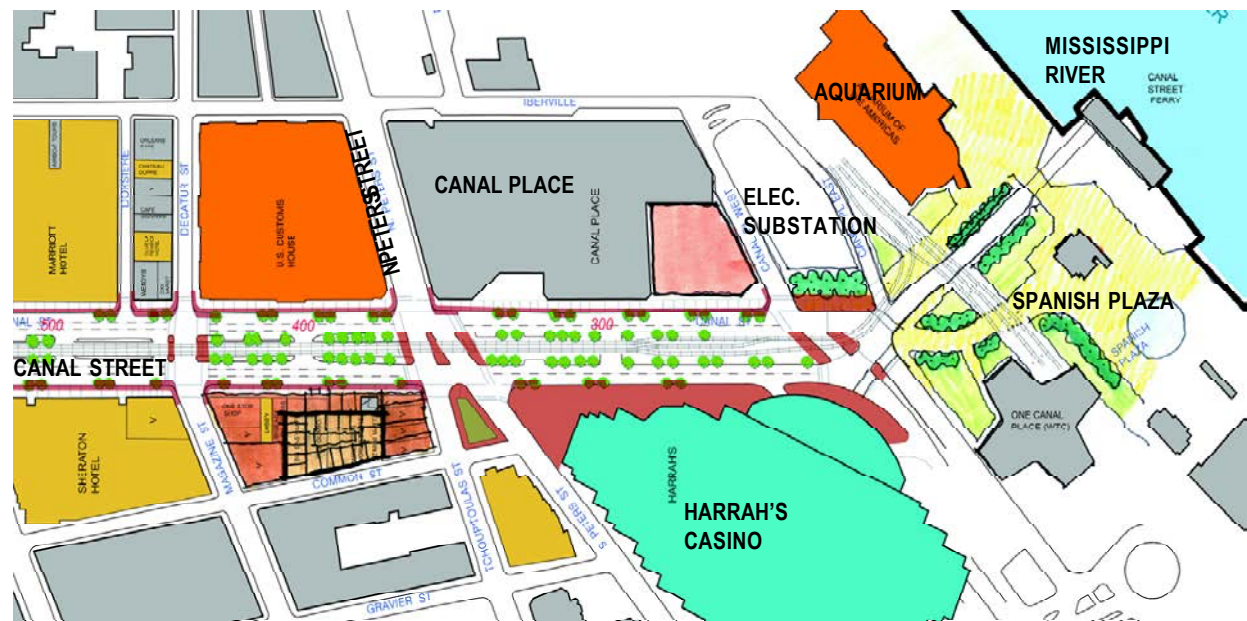 MISSISSIPPI
RIVER
CANAL
STREET
FERRY
AQUARIUM
IBERVILLE
MARRIOTT
HOTEL
DECATUR ST
U.S. CUSTOMS
HOUSE
NPETERSTREET
CANAL PLACE
CANAL PLACE
ELEC.
SUBSTATION
SPANISH PLAZA
SPANISH
PLAZA
500
400
300
CANAL ST
CANAL STREET
SHERATON
HOTEL
MAGAZINE ST
COMMON ST
TCHOUPITOULAS ST
S PETERS ST
GRAVIER ST
HARRAH'S
HARRAH'S
CASINO
ONE CANAL
PLACE (WTC)